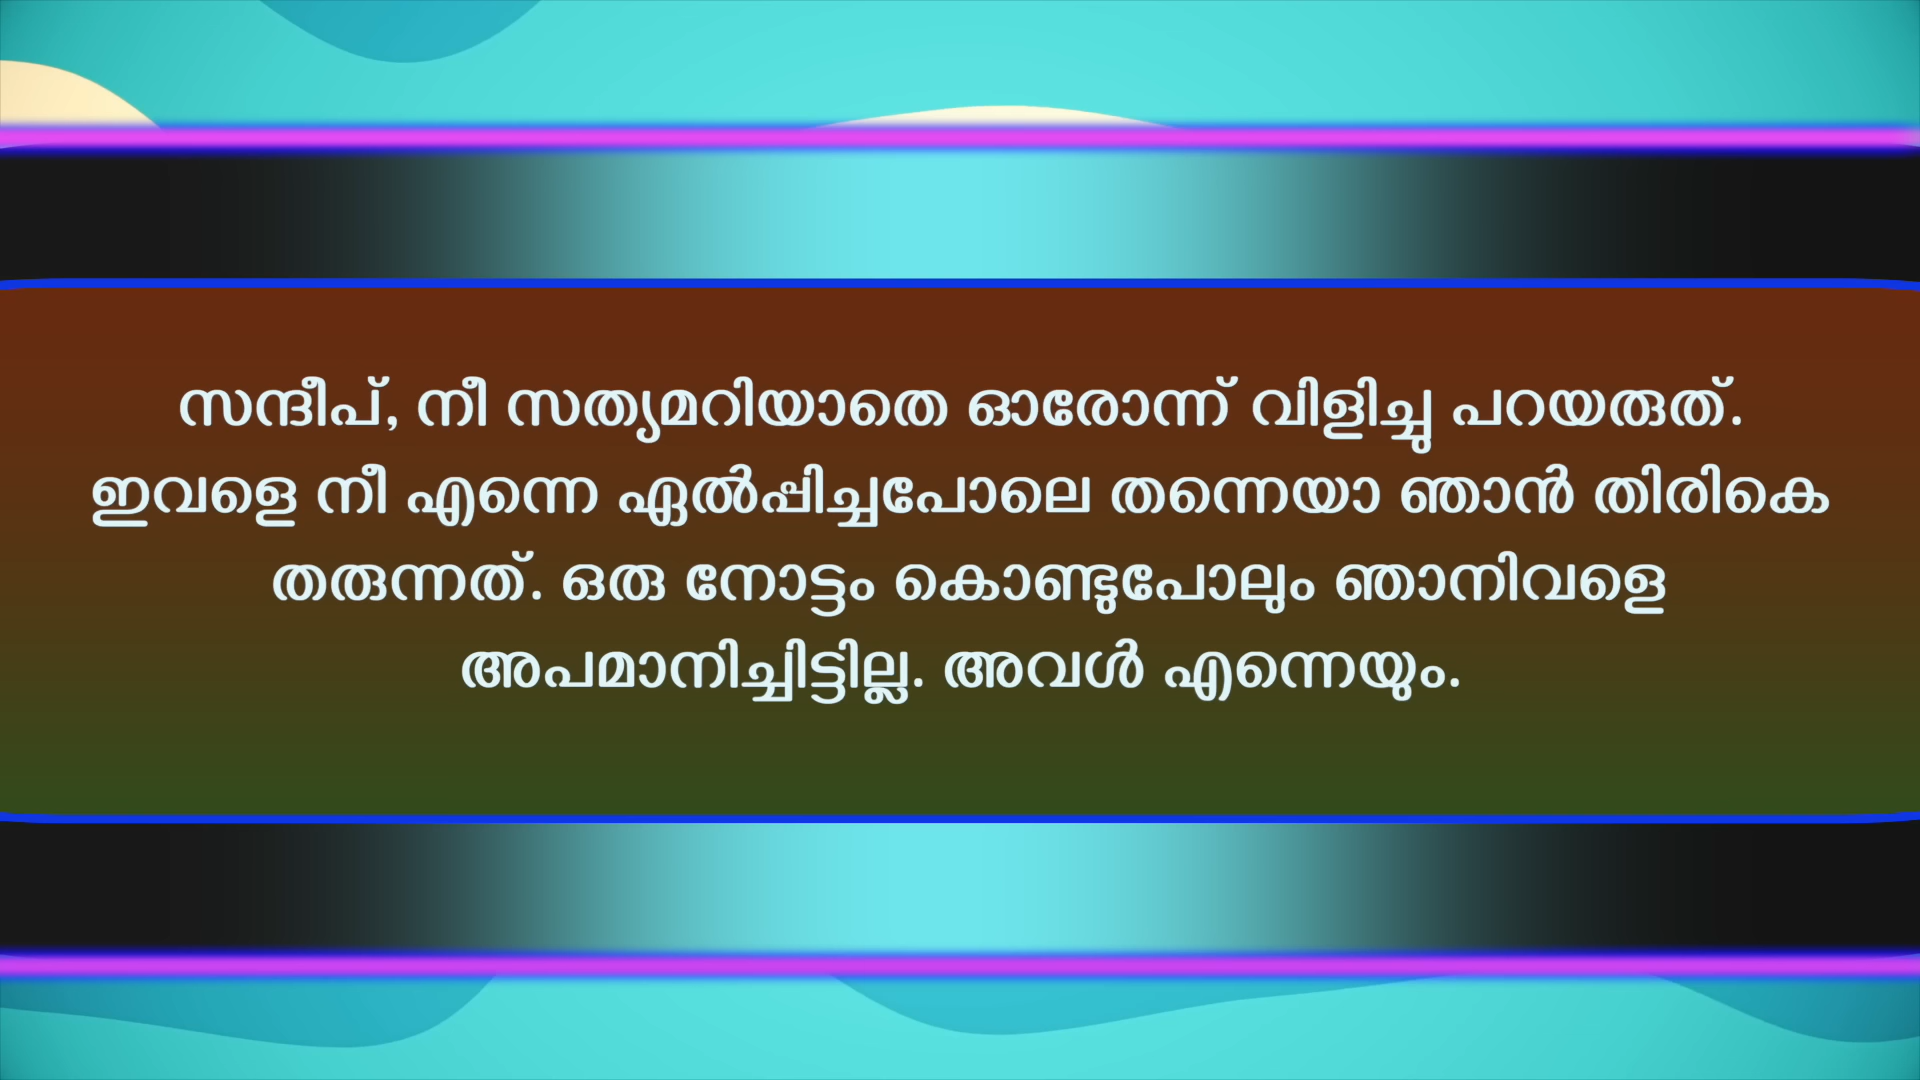 സന്ദീപ്, നീ സത്യമറിയാതെ ഓരോന്ന് വിളിച്ചു പറയരുത്.
ഇവളെ നീ എന്നെ ഏൽപ്പിച്ചപോലെ തന്നെയാ ഞാൻ തിരികെ
തരുന്നത്. ഒരു നോട്ടം കൊണ്ടുപോലും ഞാനിവളെ
അപമാനിച്ചിട്ടില്ല. അവൾ എന്നെയും.